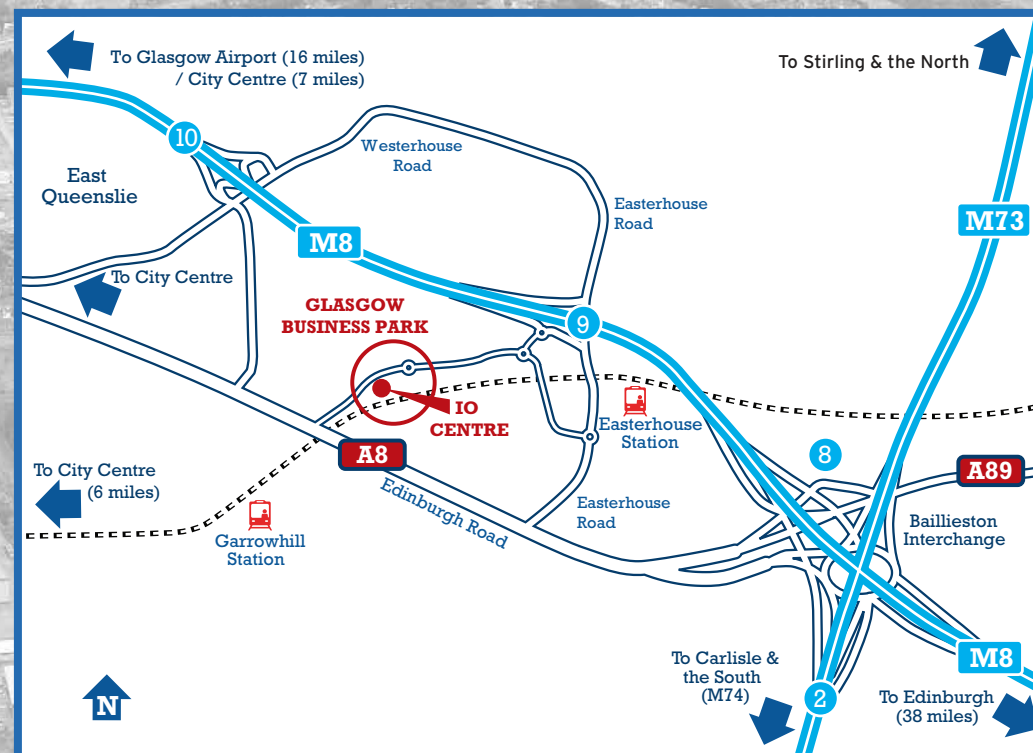 To Glasgow Airport (16 miles)
/ City Centre (7 miles)
To Stirling & the North
10
Westerhouse
Road
East
Queenslie
Easterhouse
Road
M73
M8
To City Centre
GLASGOW
BUSINESS PARK
9
IO
CENTRE
Easterhouse
Station
A8
8
A89
To City Centre
(6 miles)
Edinburgh Road
Easterhouse
Road
Baillieston
Interchange
Garrowhill
Station
M8
To Carlisle &
the South
(M74)
2
To Edinburgh
(38 miles)
N